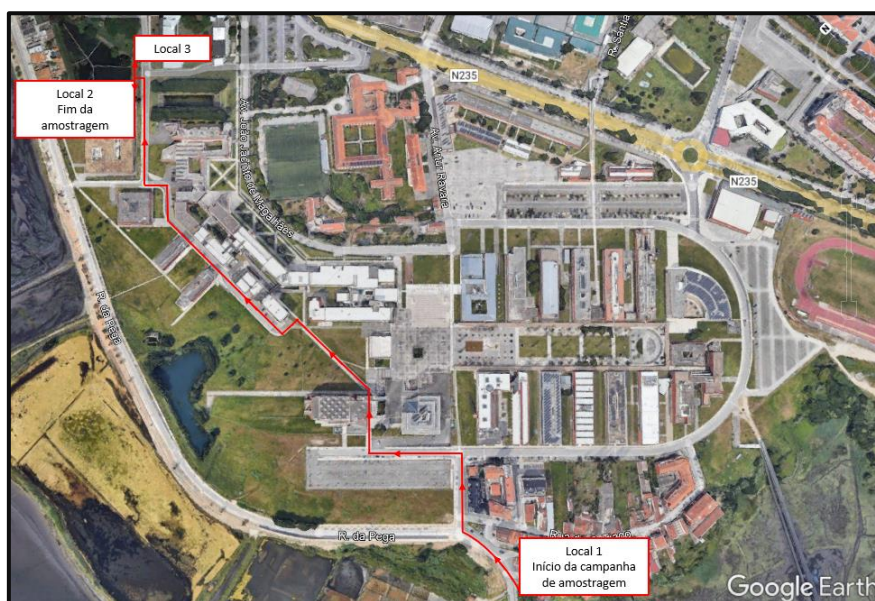 Local 3
Local 2
Fim da
amostragem
N235
R. Santia
N
Av. João Jacinto de Magalhães
Av. Artur Ravara
N235
R. da Pega
R. da Pega
Local 1
Início da campanha
de amostragem
Google Earth